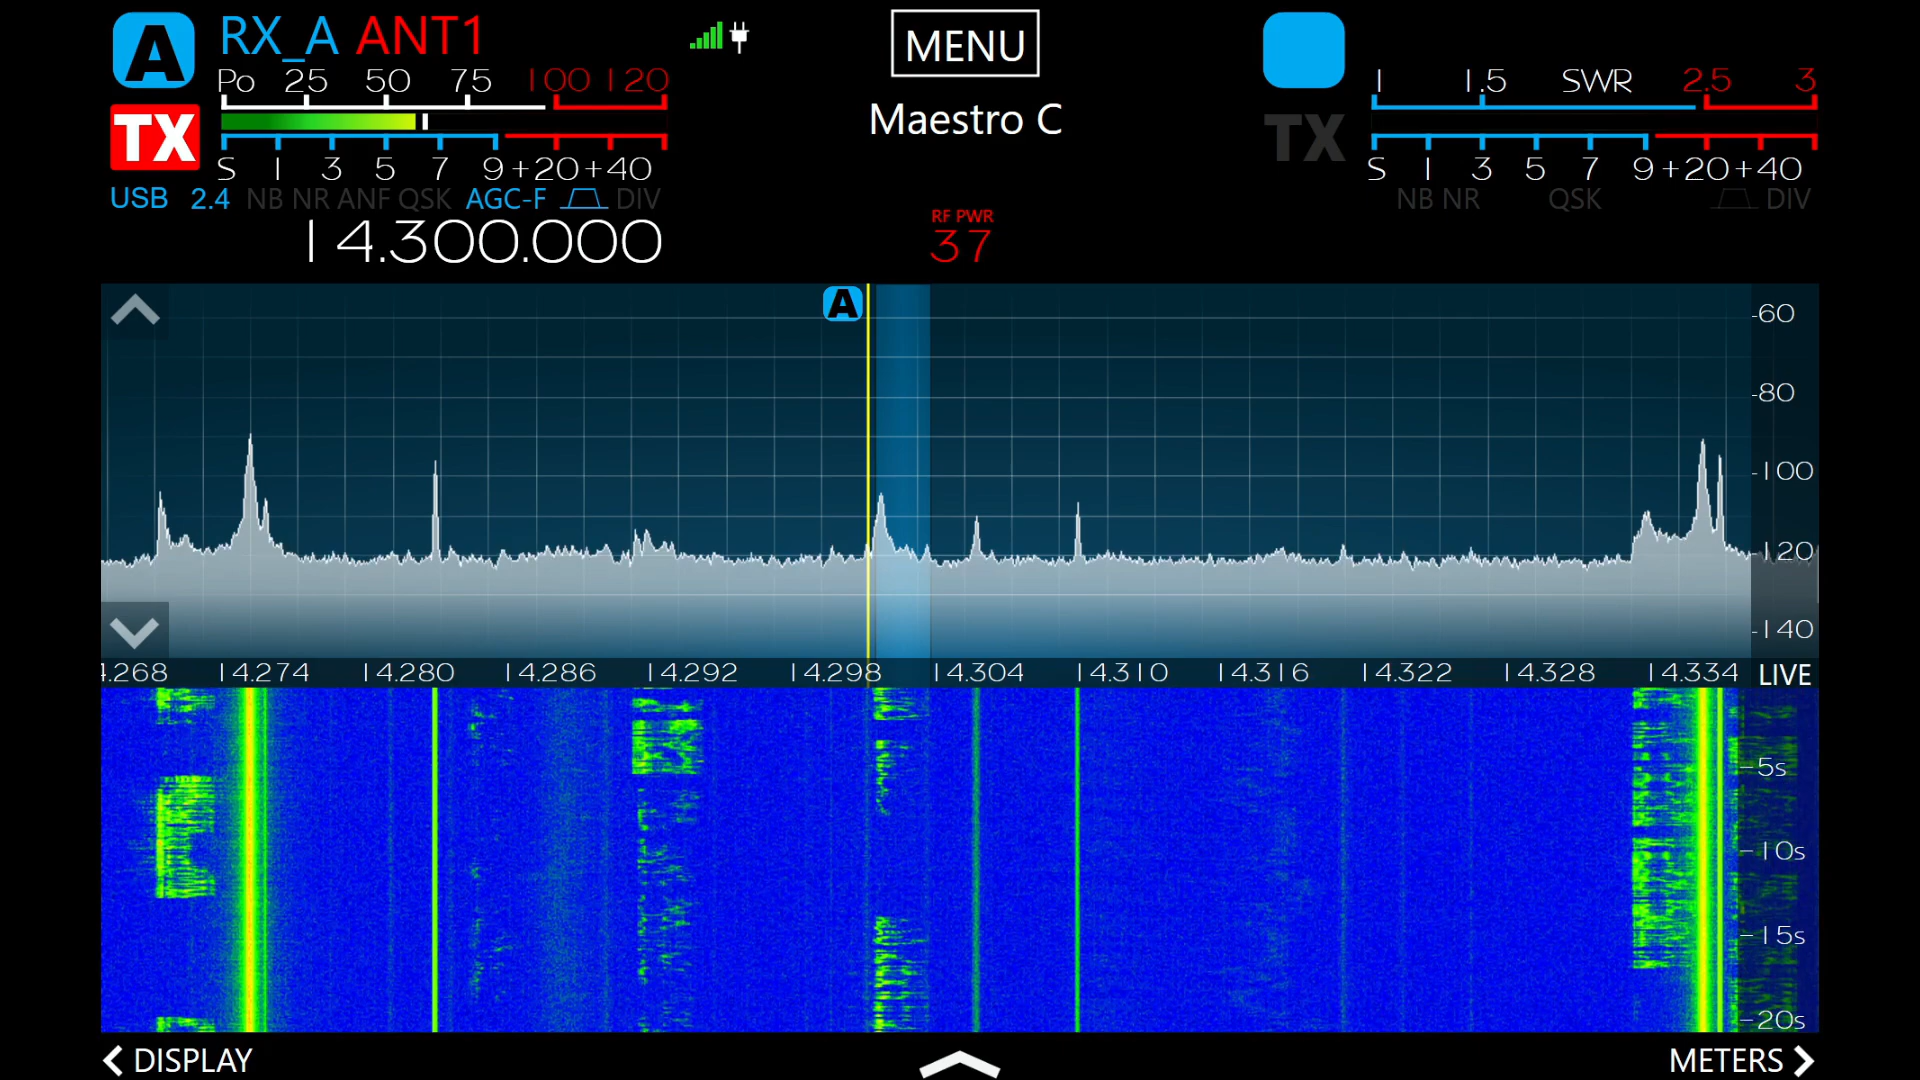 A RX_A ANT1
MENU
Po 25 50 75 100 120
1 1.5 SWR 2.5 3
Maestro C
TX
TX
S 1 3 5 7 9 +20 +40
S 1 3 5 7 9 +20 +40
USB 2.4 NB NR ANF QSK AGC-F DIV
NB NR QSK DIV
14.300.000
RF PWR
37
A
-60
-80
-100
-120
-140
4.268 14.274 14.280 14.286 14.292 14.298 14.304 14.310 14.316 14.322 14.328 14.334 LIVE
-5s
-10s
-15s
-20s
DISPLAY
METERS